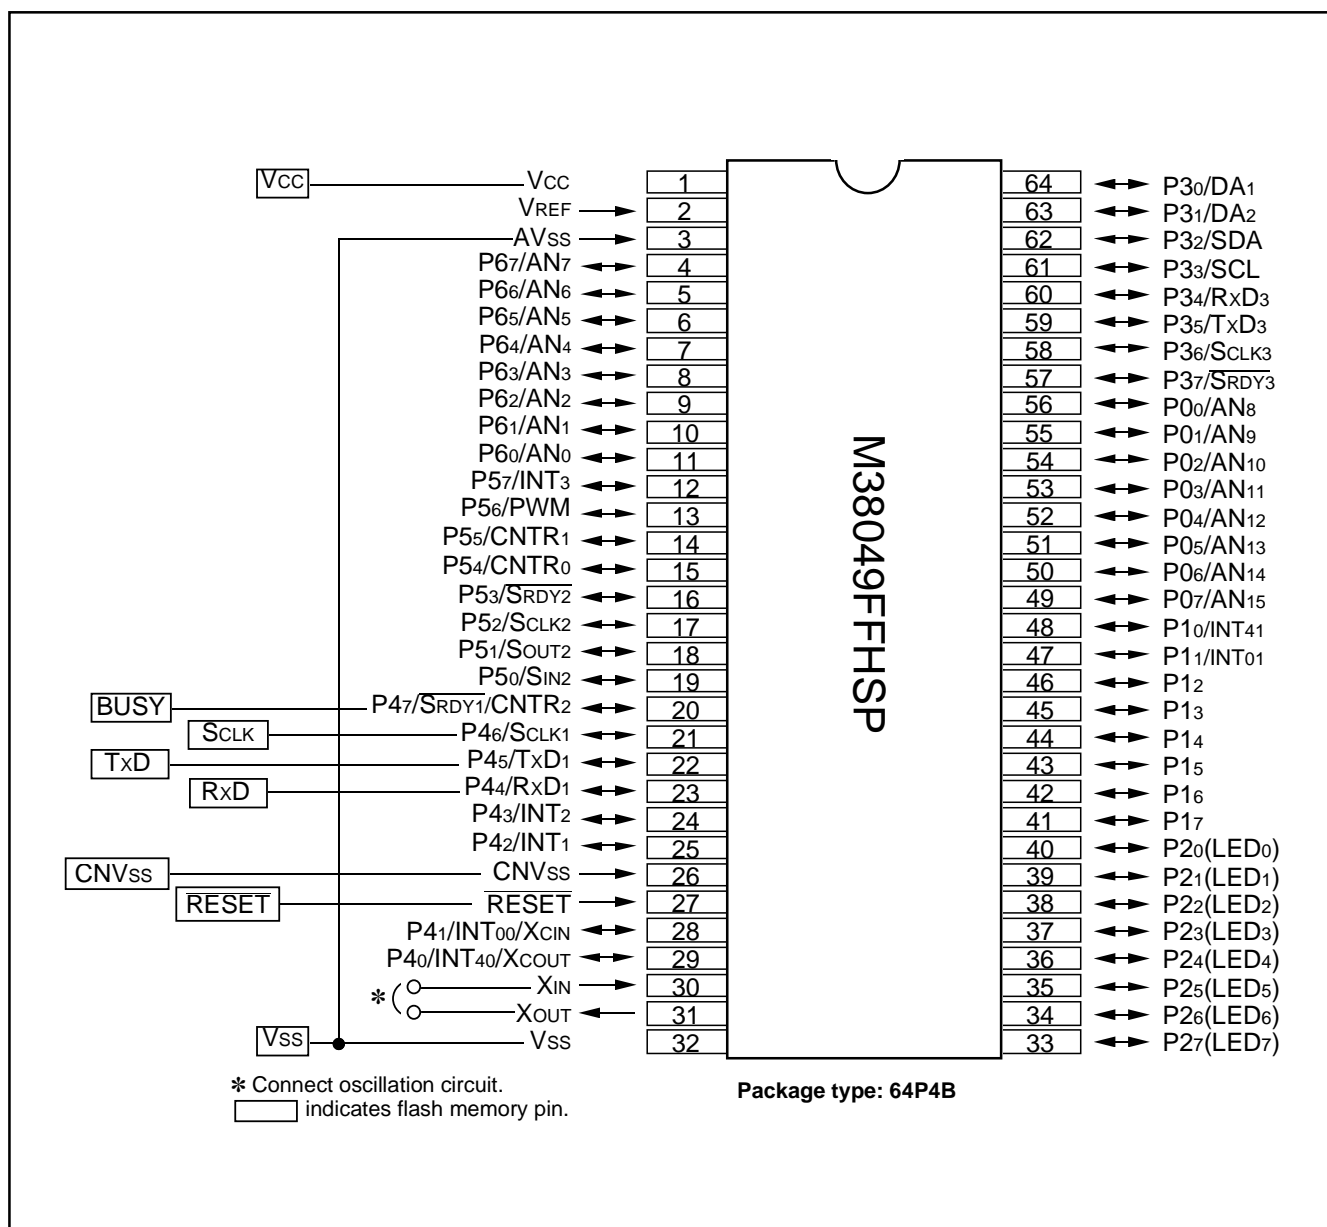 VCC VCC 1 64 P30/DA1
VREF 2 63 P31/DA2
AVSS 3 62 P32/SDA
P67/AN7 4 61 P33/SCL
P66/AN6 5 60 P34/RXD3
P65/AN5 6 59 P35/TXD3
P64/AN4 7 58 P36/SCLK3
P63/AN3 8 57 P37/SRDY3
P62/AN2 9 56 P00/AN8
P61/AN1 10 55 P01/AN9
P60/AN0 11 54 P02/AN10
P57/INT3 12 53 P03/AN11
P56/PWM 13 52 P04/AN12
P55/CNTR1 14 51 P05/AN13
P54/CNTR0 15 50 P06/AN14
P53/SRDY2 16 49 P07/AN15
P52/SCLK2 17 48 P10/INT41
P51/SOUT2 18 47 P11/INT01
P50/SIN2 19 46 P12
BUSY P47/SRDY1/CNTR2 20 45 P13
SCLK P46/SCLK1 21 44 P14
TXD P45/TXD1 22 43 P15
RXD P44/RXD1 23 42 P16
P43/INT2 24 41 P17
P42/INT1 25 40 P20(LED0)
CNVSS CNVSS 26 39 P21(LED1)
RESET RESET 27 38 P22(LED2)
P41/INT00/XCIN 28 37 P23(LED3)
P40/INT40/XCOUT 29 36 P24(LED4)
XIN 30 35 P25(LED5)
* XOUT 31 34 P26(LED6)
VSS VSS 32 33 P27(LED7)
M38049FFHSP
* Connect oscillation circuit.
indicates flash memory pin.
Package type: 64P4B